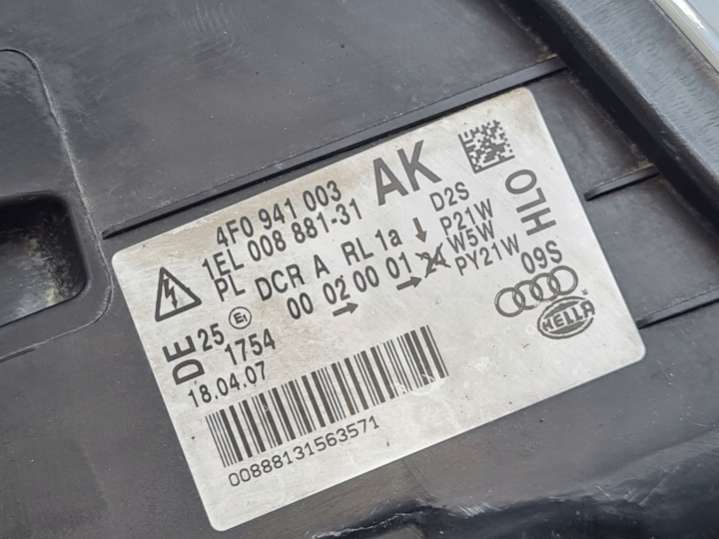 4F0 941 003 AK
1EL 008 881-31
PL DCR A RL 1a D2S
00 02 00 01 P21W
W5W
PY21W
DE 25 E1
1754
18.04.07
HLO
09S
HELLA
00888131563571